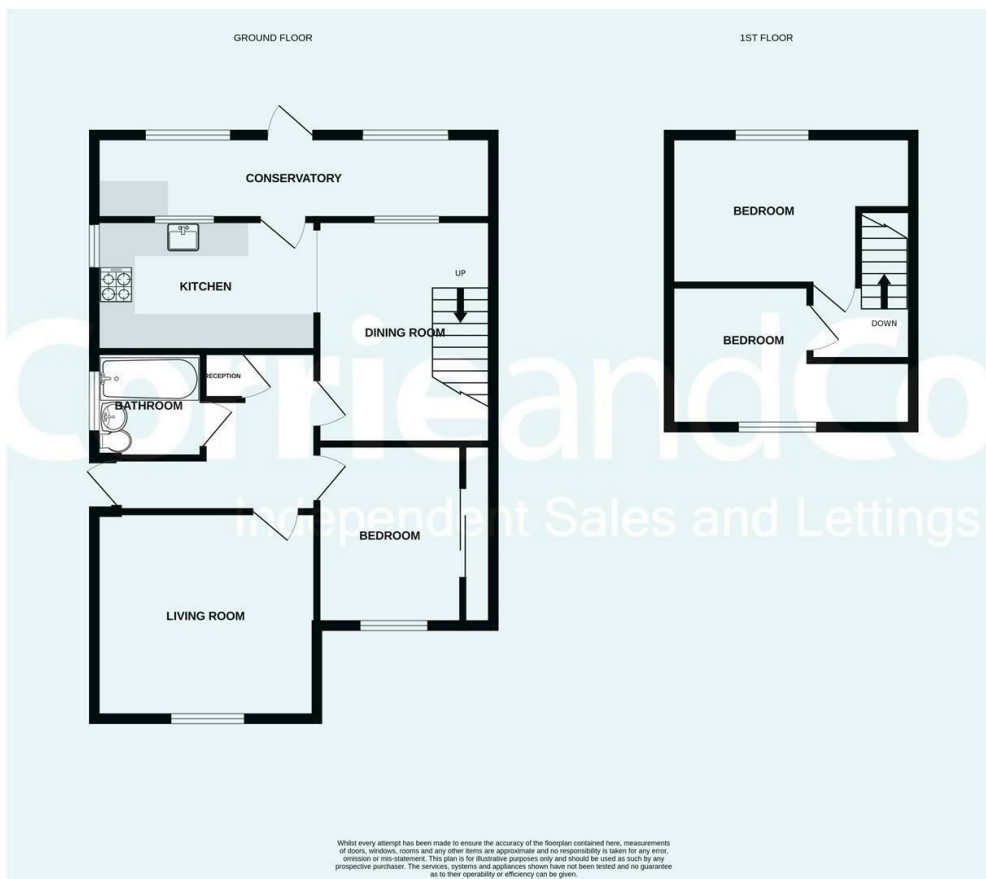 GROUND FLOOR
1ST FLOOR
CONSERVATORY
BEDROOM
KITCHEN
UP
DINING ROOM
DOWN
BEDROOM
RECEPTION
BATHROOM
CorrieandCo
Independent Sales and Lettings
BEDROOM
LIVING ROOM
Whilst every attempt has been made to ensure the accuracy of the floorplan contained here, measurements
of doors, windows, rooms and any other items are approximate and no responsibility is taken for any error,
omission or mis-statement. This plan is for illustrative purposes only and should be used as such by any
prospective purchaser. The services, systems and appliances shown have not been tested and no guarantee
as to their operability or efficiency can be given.